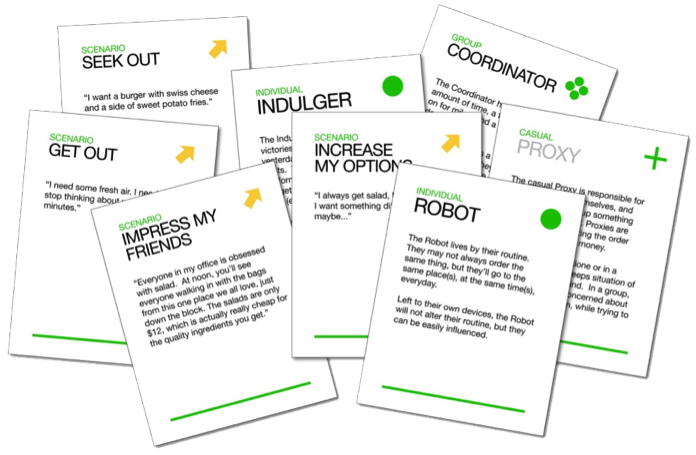 SCENARIO
SEEK OUT
"I want a burger with swiss cheese
and a side of sweet potato fries."
INDIVIDUAL
INDULGER
The Indu
victories
yesterda
GROUP
COORDINATOR
The Coordinator h
amount of time, a
on for
SCENARIO
GET OUT
"I need some fresh air. I
stop thinking about
minutes."
SCENARIO
INCREASE
MY OPTIONS
"I always get salad,
I want something di
maybe..."
CASUAL
PROXY
The casual Proxy is responsible for
mselves, and
up something
Proxies are
ng the order
money.
lone or in a
eeps situation of
nd. In a group,
ncerned about
, while trying to
SCENARIO
IMPRESS MY
FRIENDS
"Everyone in my office is obsessed
with salad. At noon, you'll see
everyone walking in with the bags
from this one place we all love, just
down the block. The salads are only
$12, which is actually really cheap for
the quality ingredients you get."
INDIVIDUAL
ROBOT
The Robot lives by their routine.
They may not always order the
same thing, but they'll go to the
same place(s), at the same time(s),
everyday.
Left to their own devices, the Robot
will not alter their routine, but they
can be easily influenced.